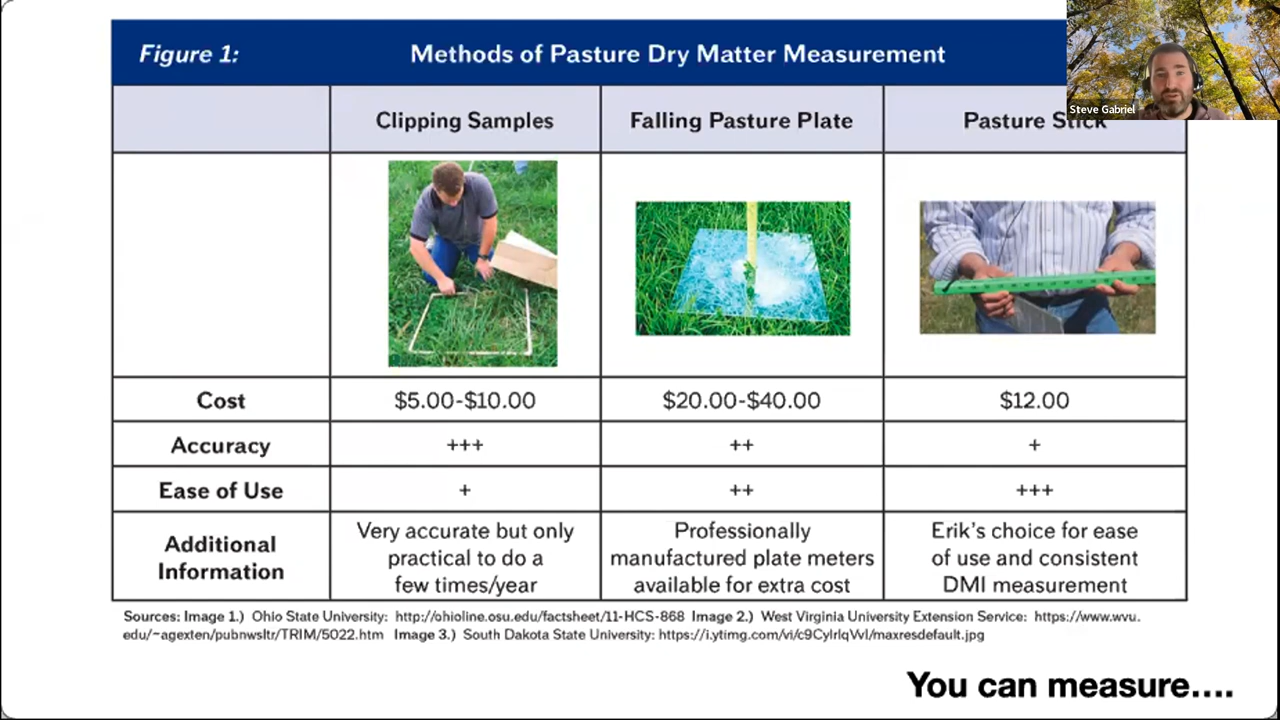 Figure 1:
Methods of Pasture Dry Matter Measurement
Steve Gabriel
Clipping Samples
Falling Pasture Plate
Pasture Stick
Cost
$5.00-$10.00
$20.00-$40.00
$12.00
Accuracy
+++
++
+
Ease of Use
+
++
+++
Additional
Information
Very accurate but only
practical to do a
few times/year
Professionally
manufactured plate meters
available for extra cost
Erik's choice for ease
of use and consistent
DMI measurement
Sources: Image 1.) Ohio State University: http://ohioline.osu.edu/factsheet/11-HCS-868 Image 2.) West Virginia University Extension Service: https://www.wvu.
edu/~agexten/pubnwsltr/TRIM/5022.htm Image 3.) South Dakota State University: https://i.ytimg.com/vi/c9CylrlqVvI/maxresdefault.jpg
You can measure....